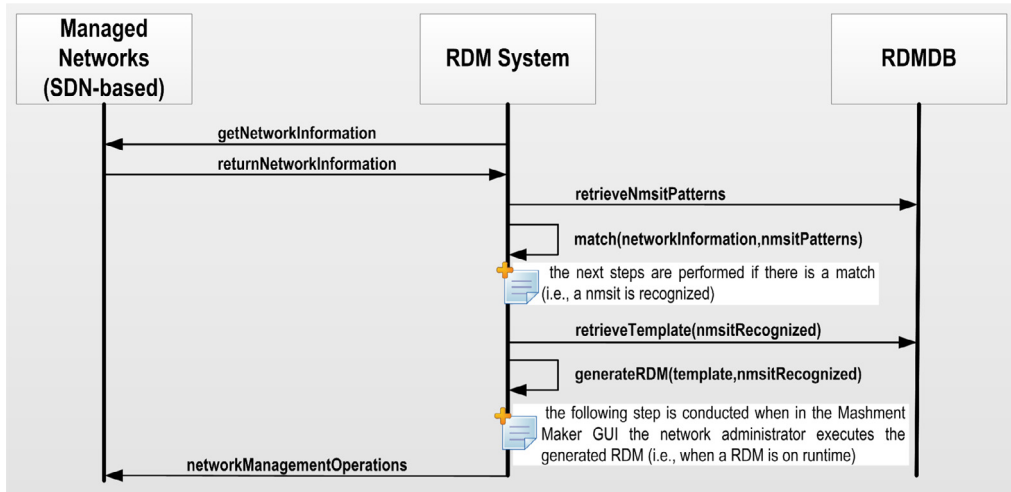 Managed
Networks
(SDN-based)
RDM System
RDMDB
getNetworkInformation
returnNetworkInformation
retrieveNmsitPatterns
match(networkInformation,nmsitPatterns)
the next steps are performed if there is a match
(i.e., a nmsit is recognized)
retrieveTemplate(nmsitRecognized)
generateRDM(template,nmsitRecognized)
the following step is conducted when in the Mashment
Maker GUI the network administrator executes the
generated RDM (i.e., when a RDM is on runtime)
networkManagementOperations